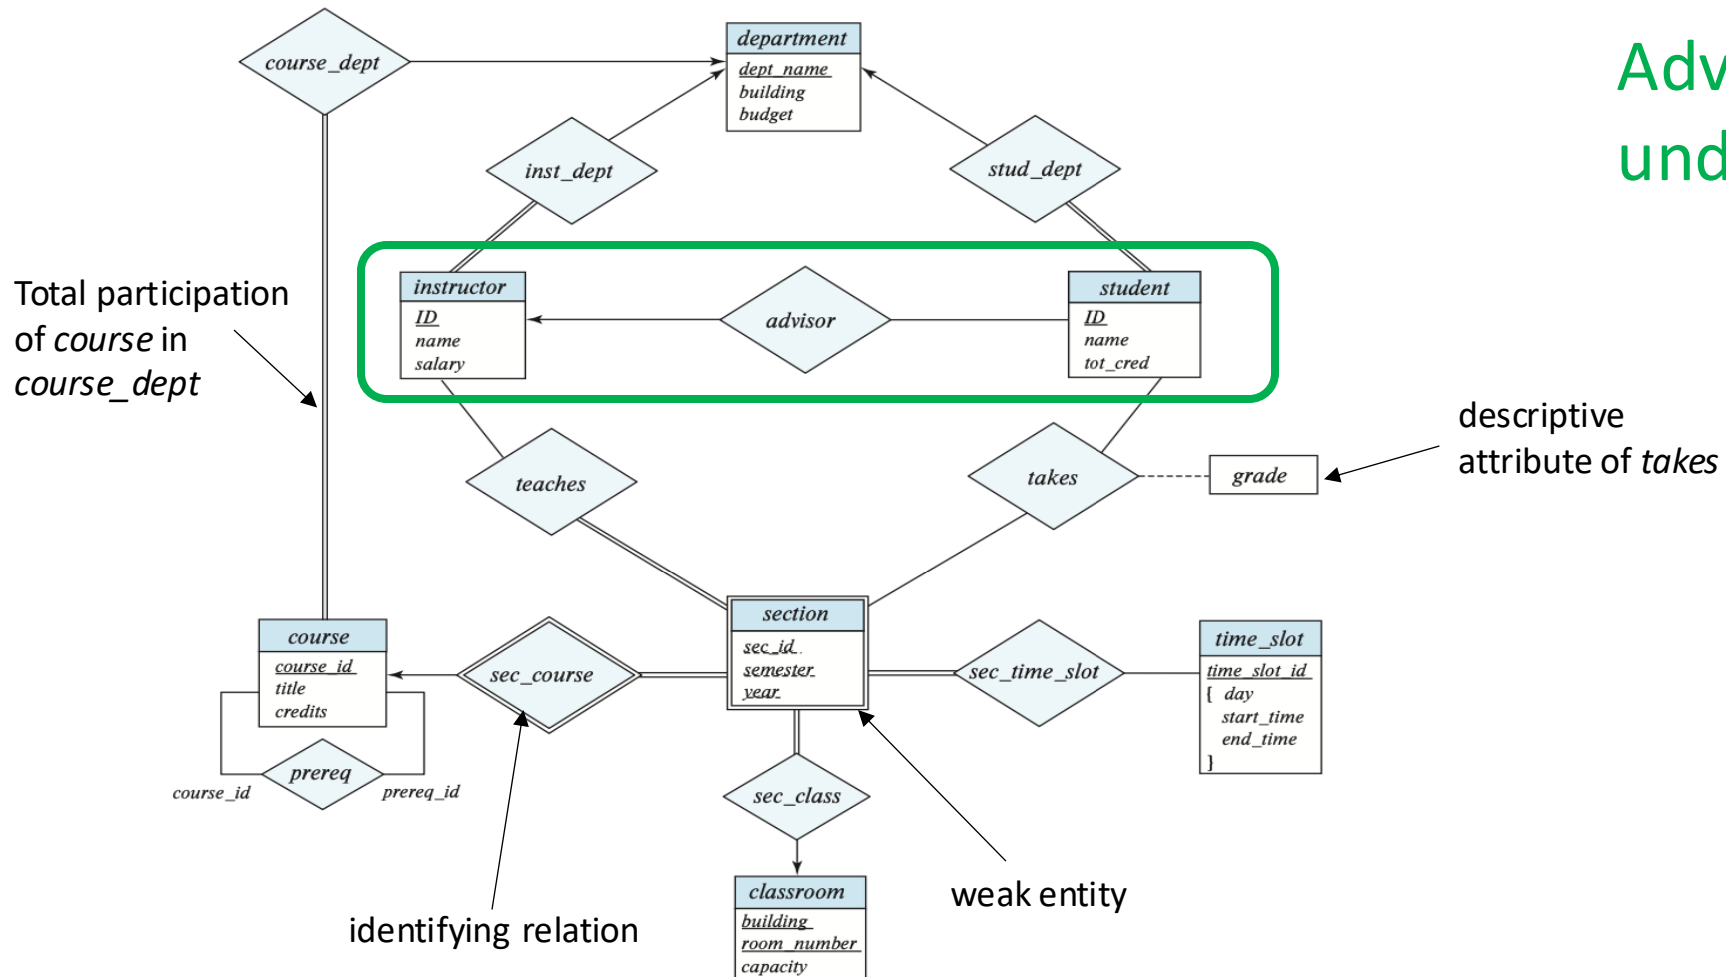 Adv
und
course_dept
department
dept_name
building
budget
inst_dept
stud_dept
Total participation
of course in
course_dept
instructor
ID
name
salary
advisor
student
ID
name
tot_cred
descriptive
attribute of takes
teaches
takes
grade
course
course_id
title
credits
sec_course
section
sec_id
semester
year
sec_time_slot
time_slot
time_slot_id
{ day
start_time
end_time
}
prereq
course_id
prereq_id
sec_class
identifying relation
weak entity
classroom
building
room_number
capacity